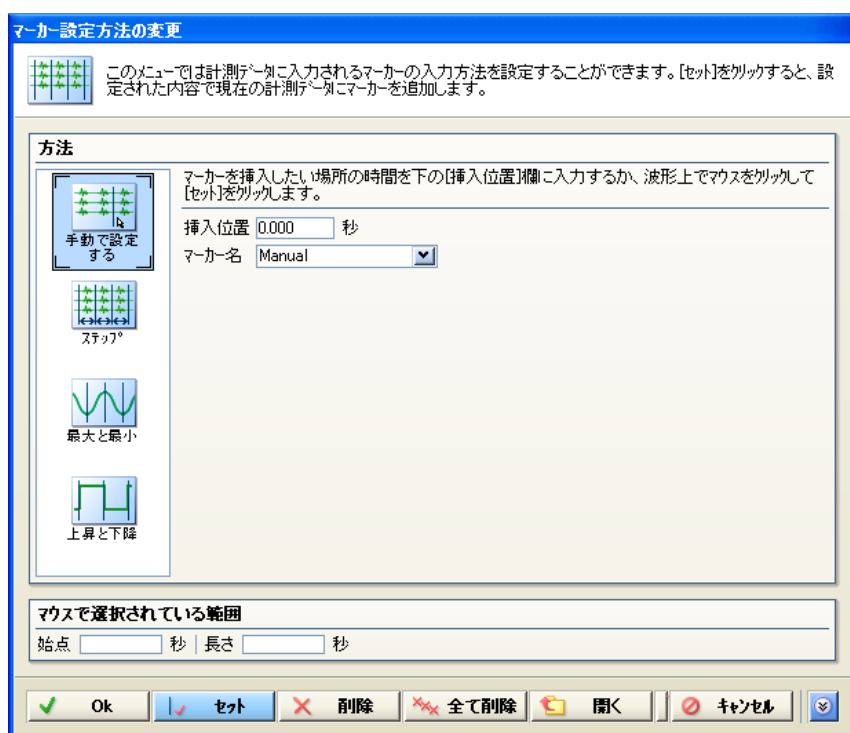 マーカー設定方法の変更
このメニューでは計測データに入力されるマーカーの入力方法を設定することができます。[セット]をクリックすると、設
定された内容で現在の計測データにマーカーを追加します。
方法
マーカーを挿入したい場所の時間を下の[挿入位置]欄に入力するか、波形上でマウスをクリックして
[セット]をクリックします。
挿入位置 0.000 秒
マーカー名 Manual
手動で設定
する
ステップ
最大と最小
上昇と下降
マウスで選択されている範囲
始点 秒 長さ 秒
Ok セット 削除 全て削除 開く キャンセル